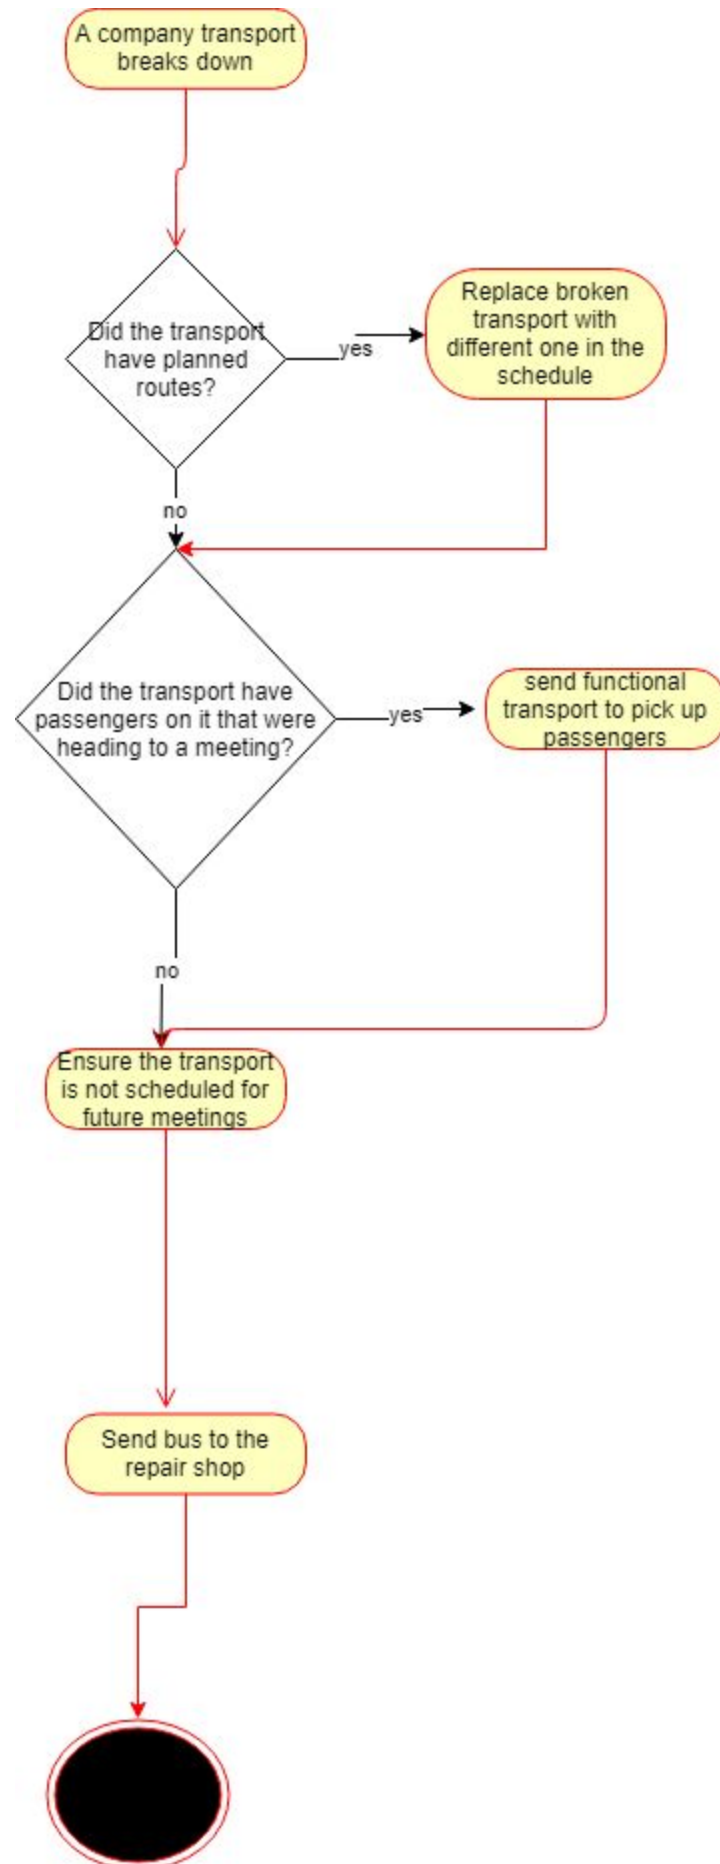 A company transport
breaks down
Did the transport
have planned
routes?
yes
Replace broken
transport with
different one in the
schedule
no
Did the transport have
passengers on it that were
heading to a meeting?
yes
send functional
transport to pick up
passengers
no
Ensure the transport
is not scheduled for
future meetings
Send bus to the
repair shop